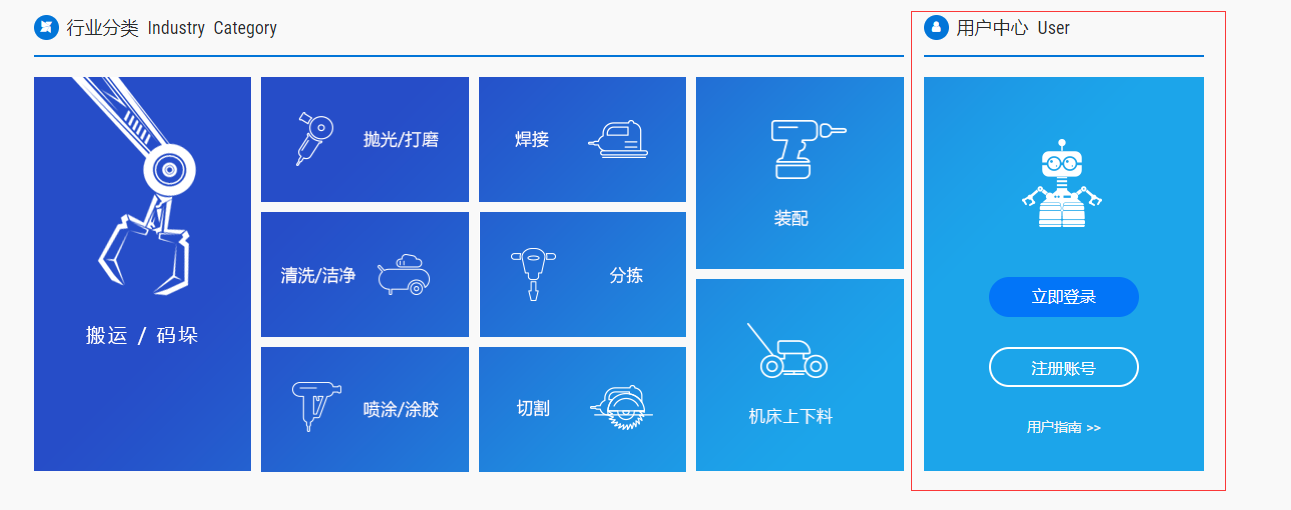 行业分类 Industry Category
搬运 / 码垛
抛光/打磨
焊接
装配
清洗/洁净
分拣
喷涂/涂胶
切割
机床上下料
用户中心 User
立即登录
注册账号
用户指南 >>